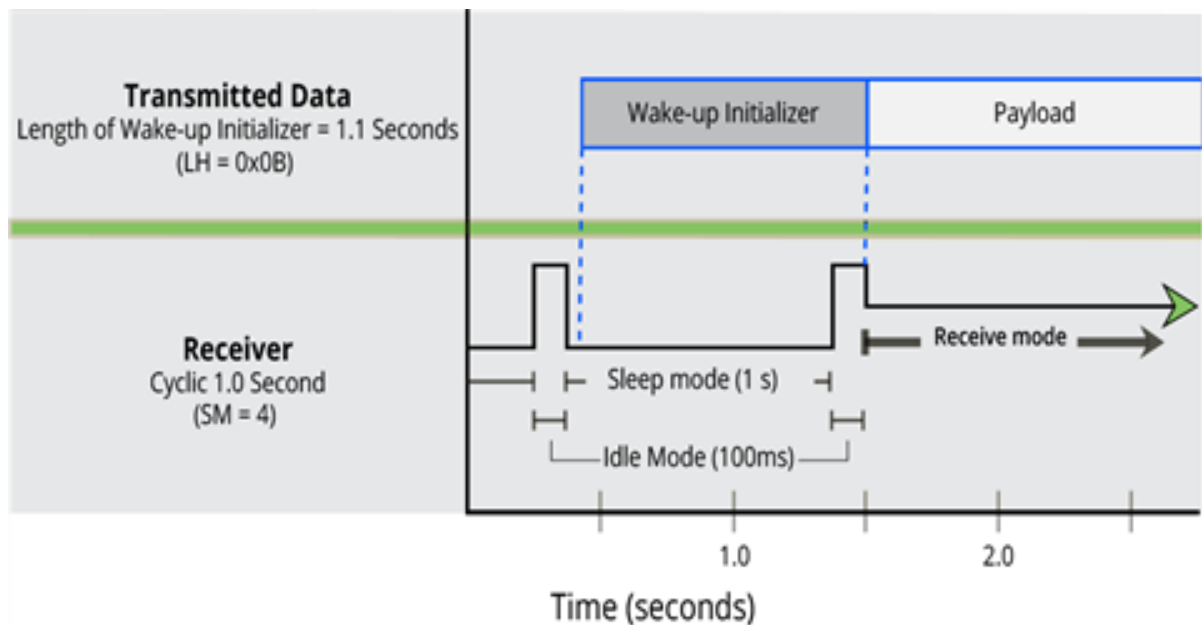 Transmitted Data
Length of Wake-up Initializer = 1.1 Seconds
(LH = 0x0B)
Wake-up Initializer
Payload
Receiver
Cyclic 1.0 Second
(SM = 4)
Receive mode
Sleep mode (1 s)
Idle Mode (100ms)
1.0
2.0
Time (seconds)